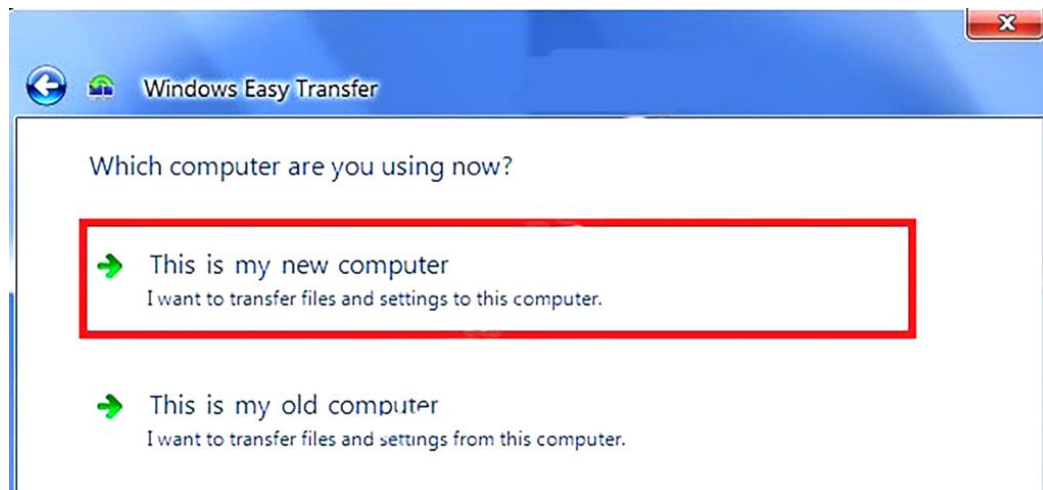 Windows Easy Transfer
Which computer are you using now?
This is my new computer
I want to transfer files and settings to this computer.
This is my old computer
I want to transfer files and settings from this computer.